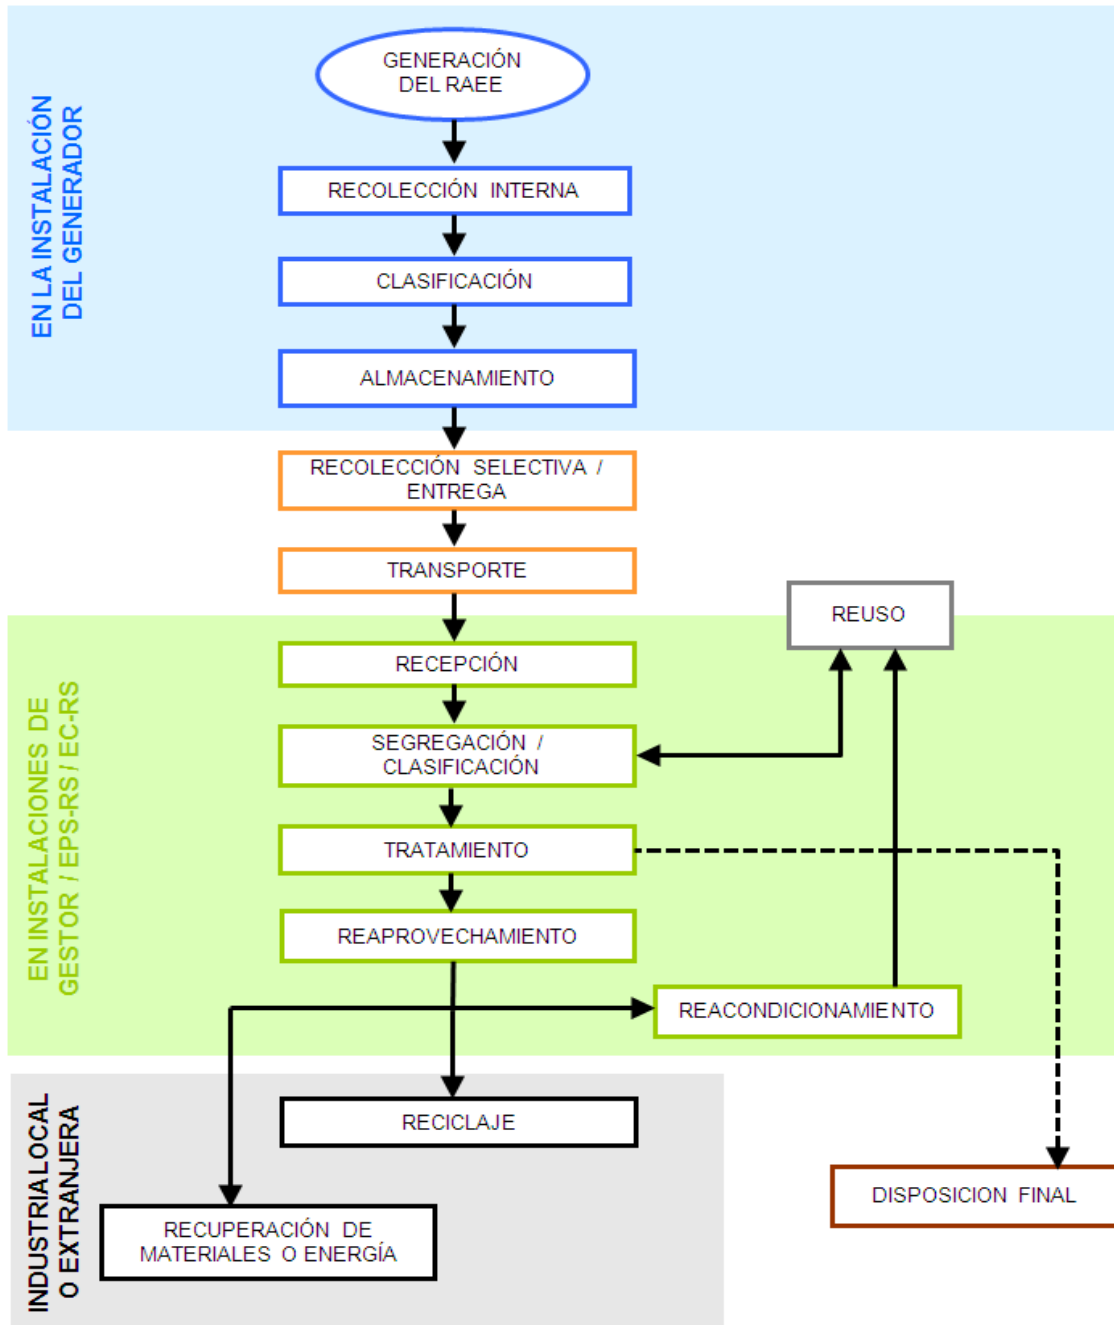 EN LA INSTALACIÓN
DEL GENERADOR
GENERACIÓN
DEL RAEE
RECOLECCIÓN INTERNA
CLASIFICACIÓN
ALMACENAMIENTO
RECOLECCIÓN SELECTIVA /
ENTREGA
TRANSPORTE
REUSO
EN INSTALACIONES DE
GESTOR / EPS-RS / EC-RS
RECEPCIÓN
SEGREGACIÓN /
CLASIFICACIÓN
TRATAMIENTO
REAPROVECHAMIENTO
REACONDICIONAMIENTO
INDUSTRIA LOCAL
O EXTRANJERA
RECICLAJE
DISPOSICION FINAL
RECUPERACIÓN DE
MATERIALES O ENERGÍA